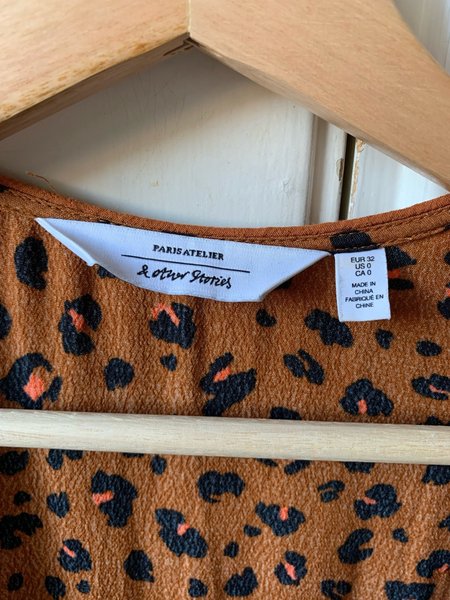 PARIS ATELIER
& other Stories
EUR 32
US 0
CA 0
MADE IN
CHINA
FABRIQUÉ EN
CHINE